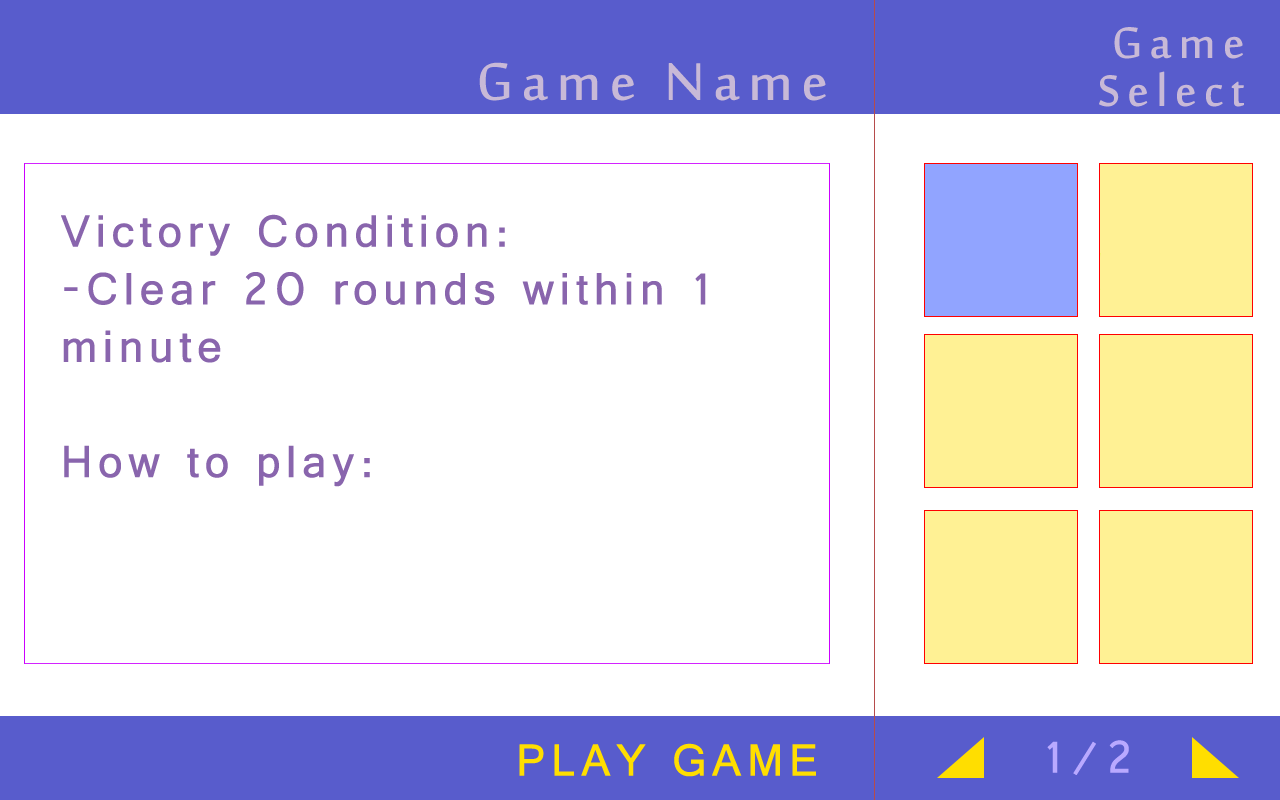 Game Name
Game
Select
Victory Condition:
-Clear 20 rounds within 1
minute
How to play:
PLAY GAME
1/2